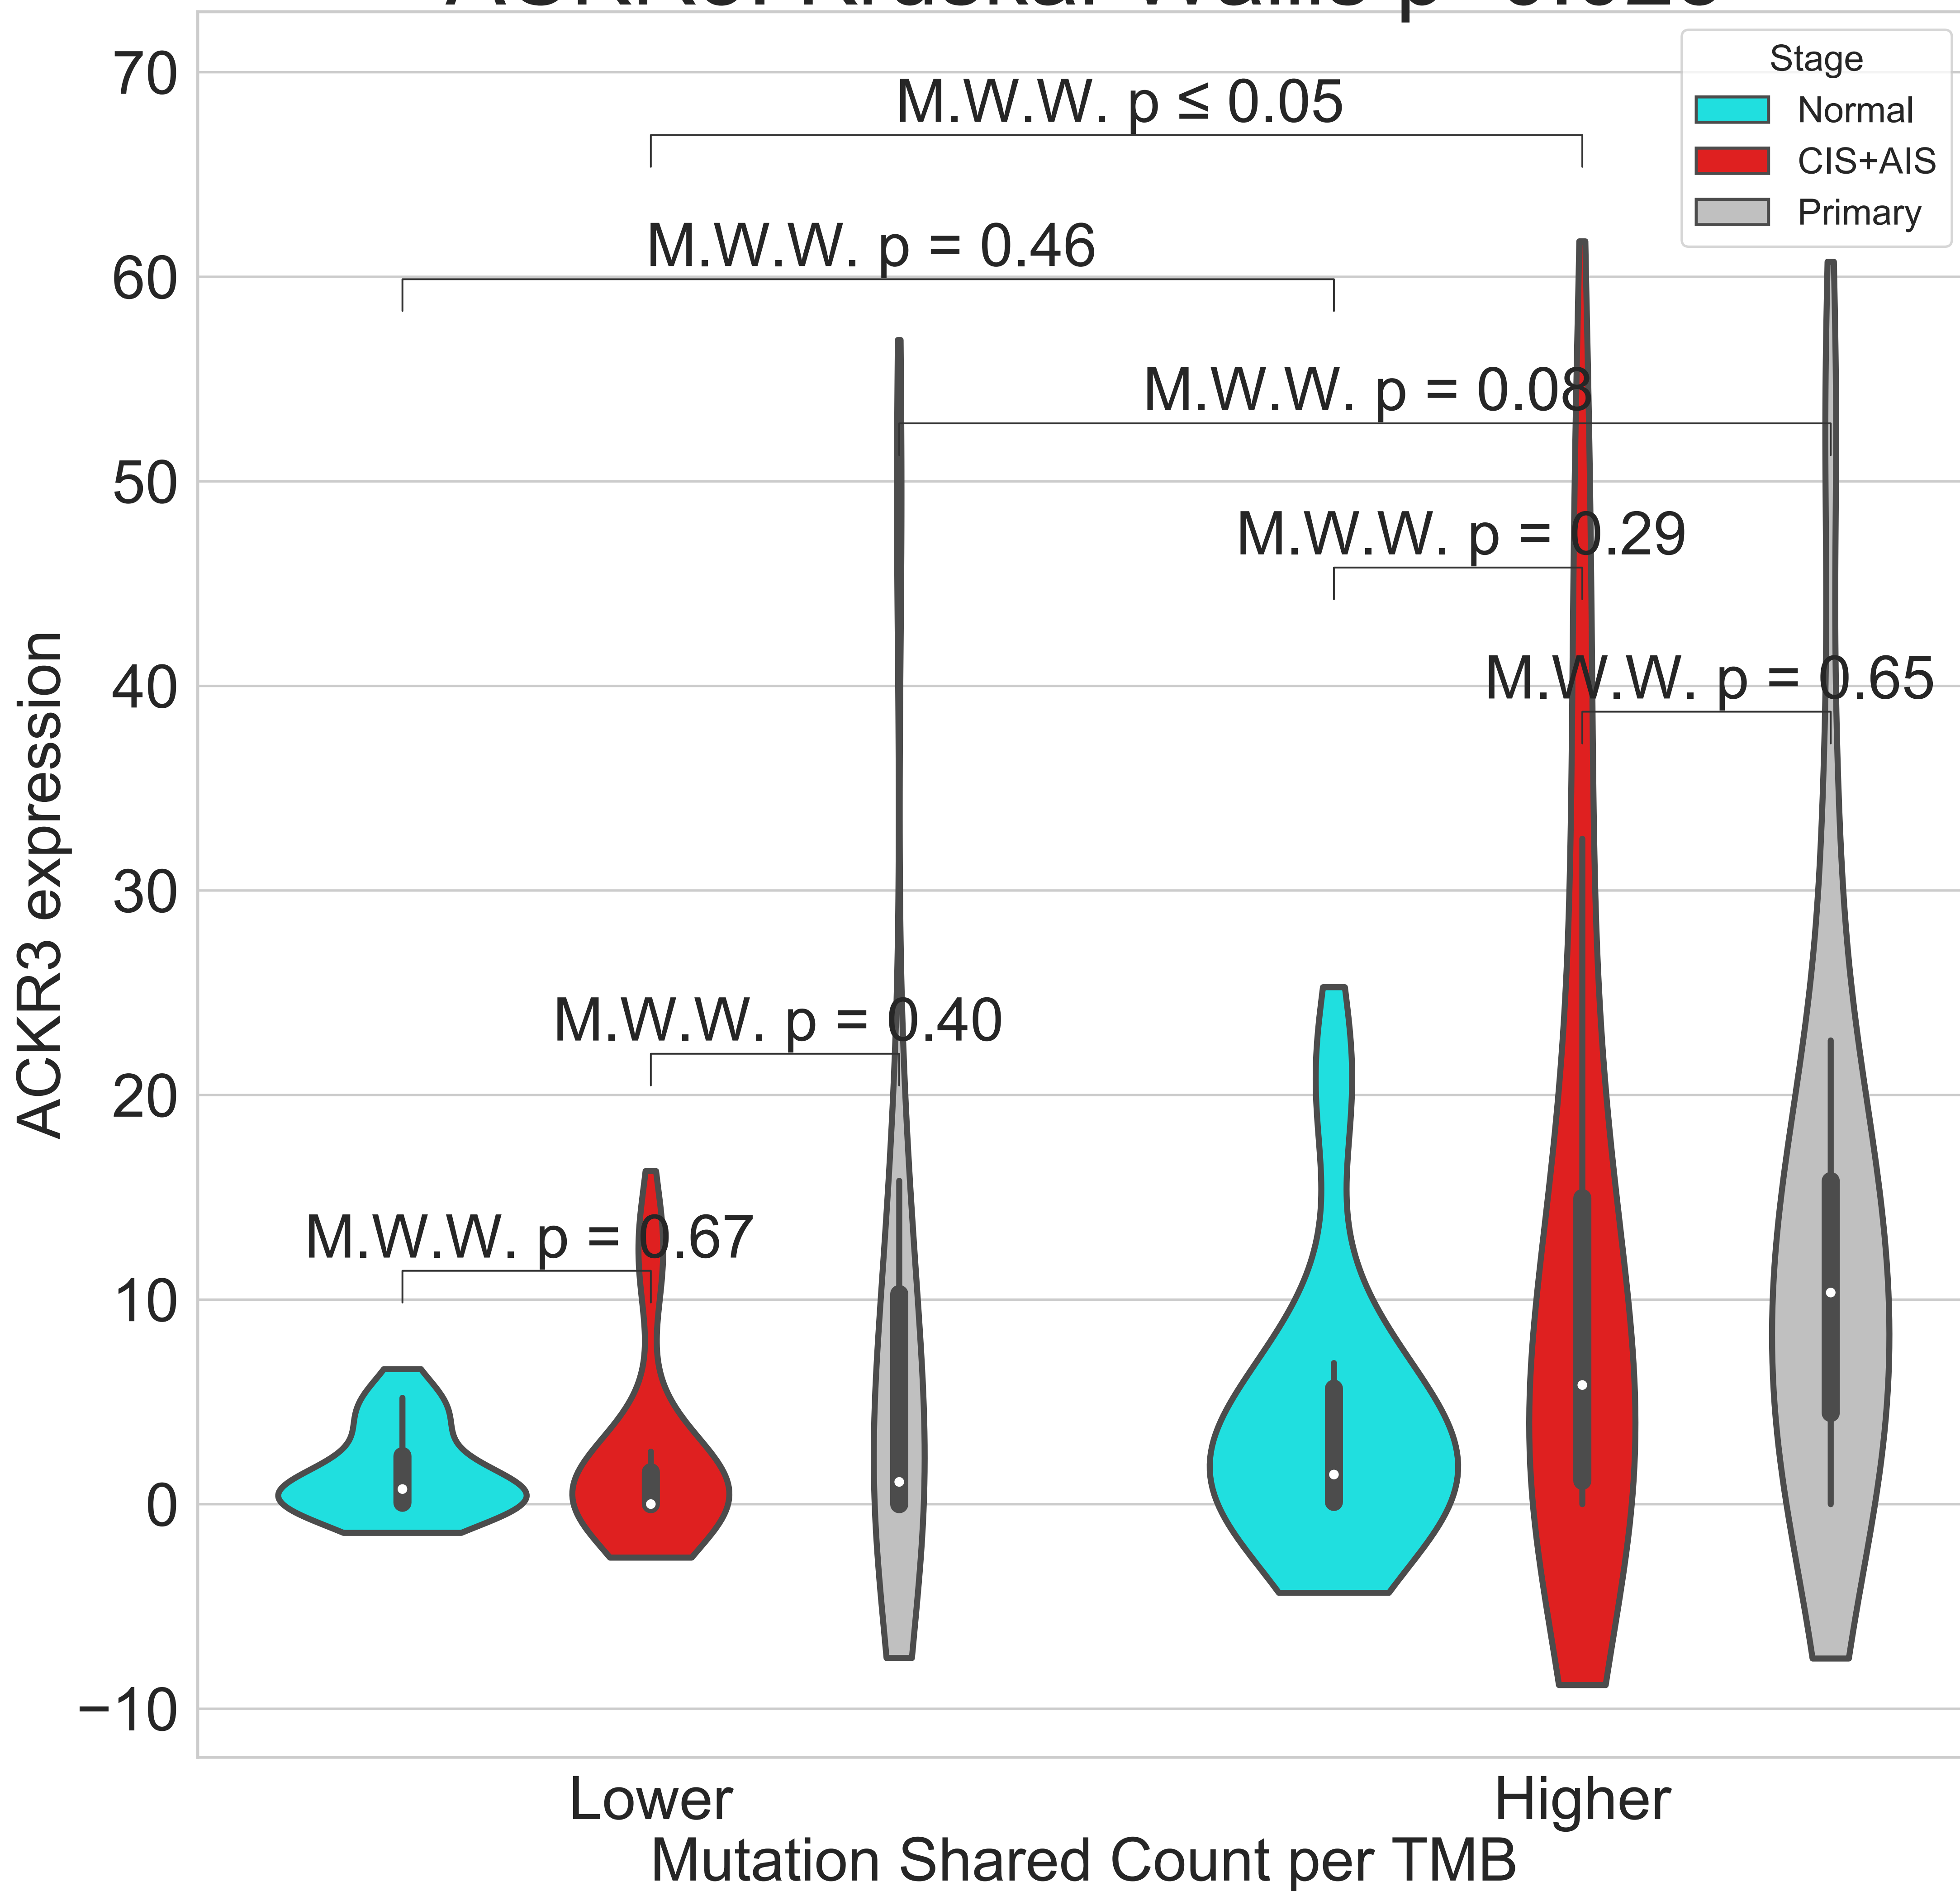 70
60
50
40
30
20
10
0
−10
ACKR3 expression
Stage
Normal
CIS+AIS
Primary
M.W.W. p ≤ 0.05
M.W.W. p = 0.46
M.W.W. p = 0.08
M.W.W. p = 0.29
M.W.W. p = 0.65
M.W.W. p = 0.40
M.W.W. p = 0.67
Lower
Higher
Mutation Shared Count per TMB